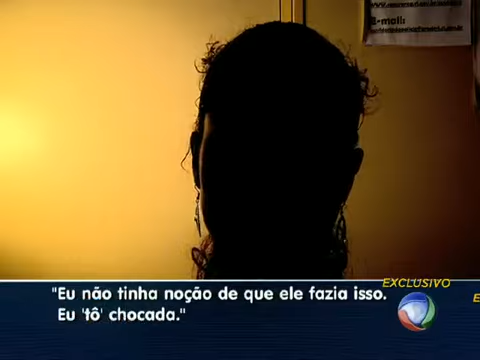 E-mail:
EXCLUSIVO
"Eu não tinha noção de que ele fazia isso.
Eu 'tô' chocada."
E